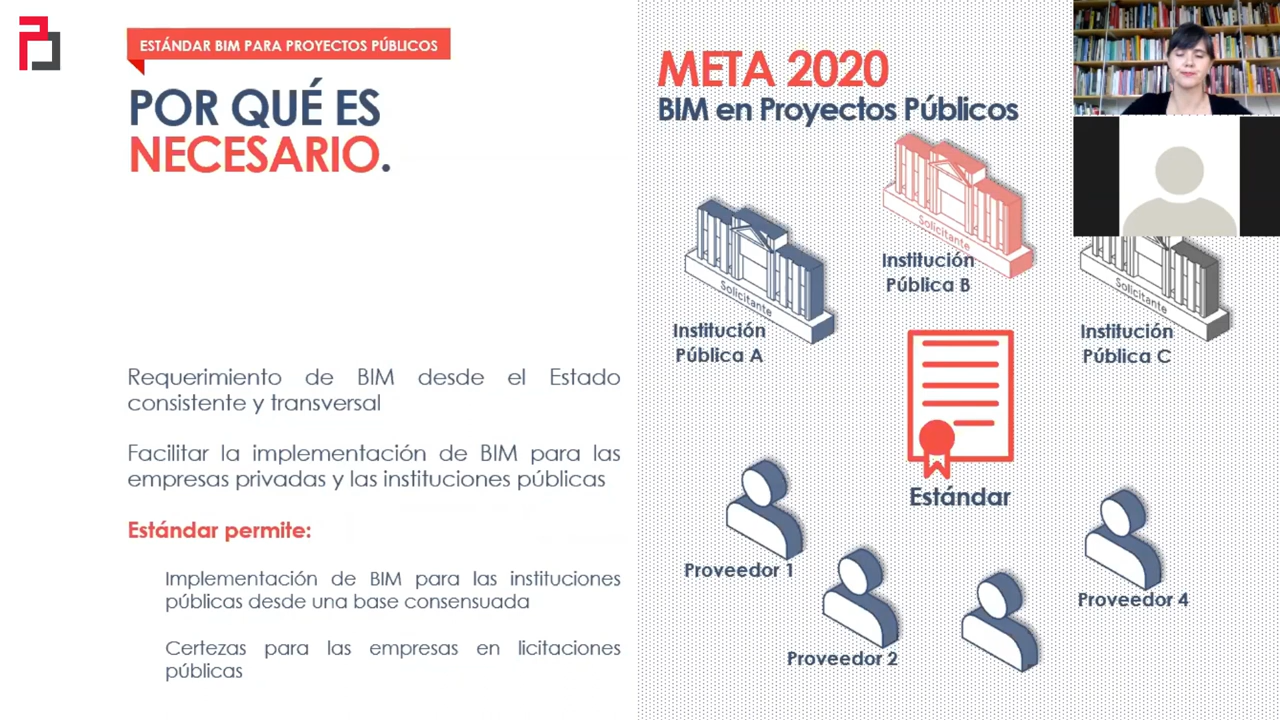 ESTÁNDAR BIM PARA PROYECTOS PÚBLICOS
POR QUÉ ES
NECESARIO.
Requerimiento de BIM desde el Estado
consistente y transversal
Facilitar la implementación de BIM para las
empresas privadas y las instituciones públicas
Estándar permite:
Implementación de BIM para las instituciones
públicas desde una base consensuada
Certezas para las empresas en licitaciones
públicas
META 2020
BIM en Proyectos Públicos
Solicitante
Institución
Pública B
Solicitante
Institución
Pública A
Solicitante
Institución
Pública C
Estándar
Proveedor 1
Proveedor 2
Proveedor 4